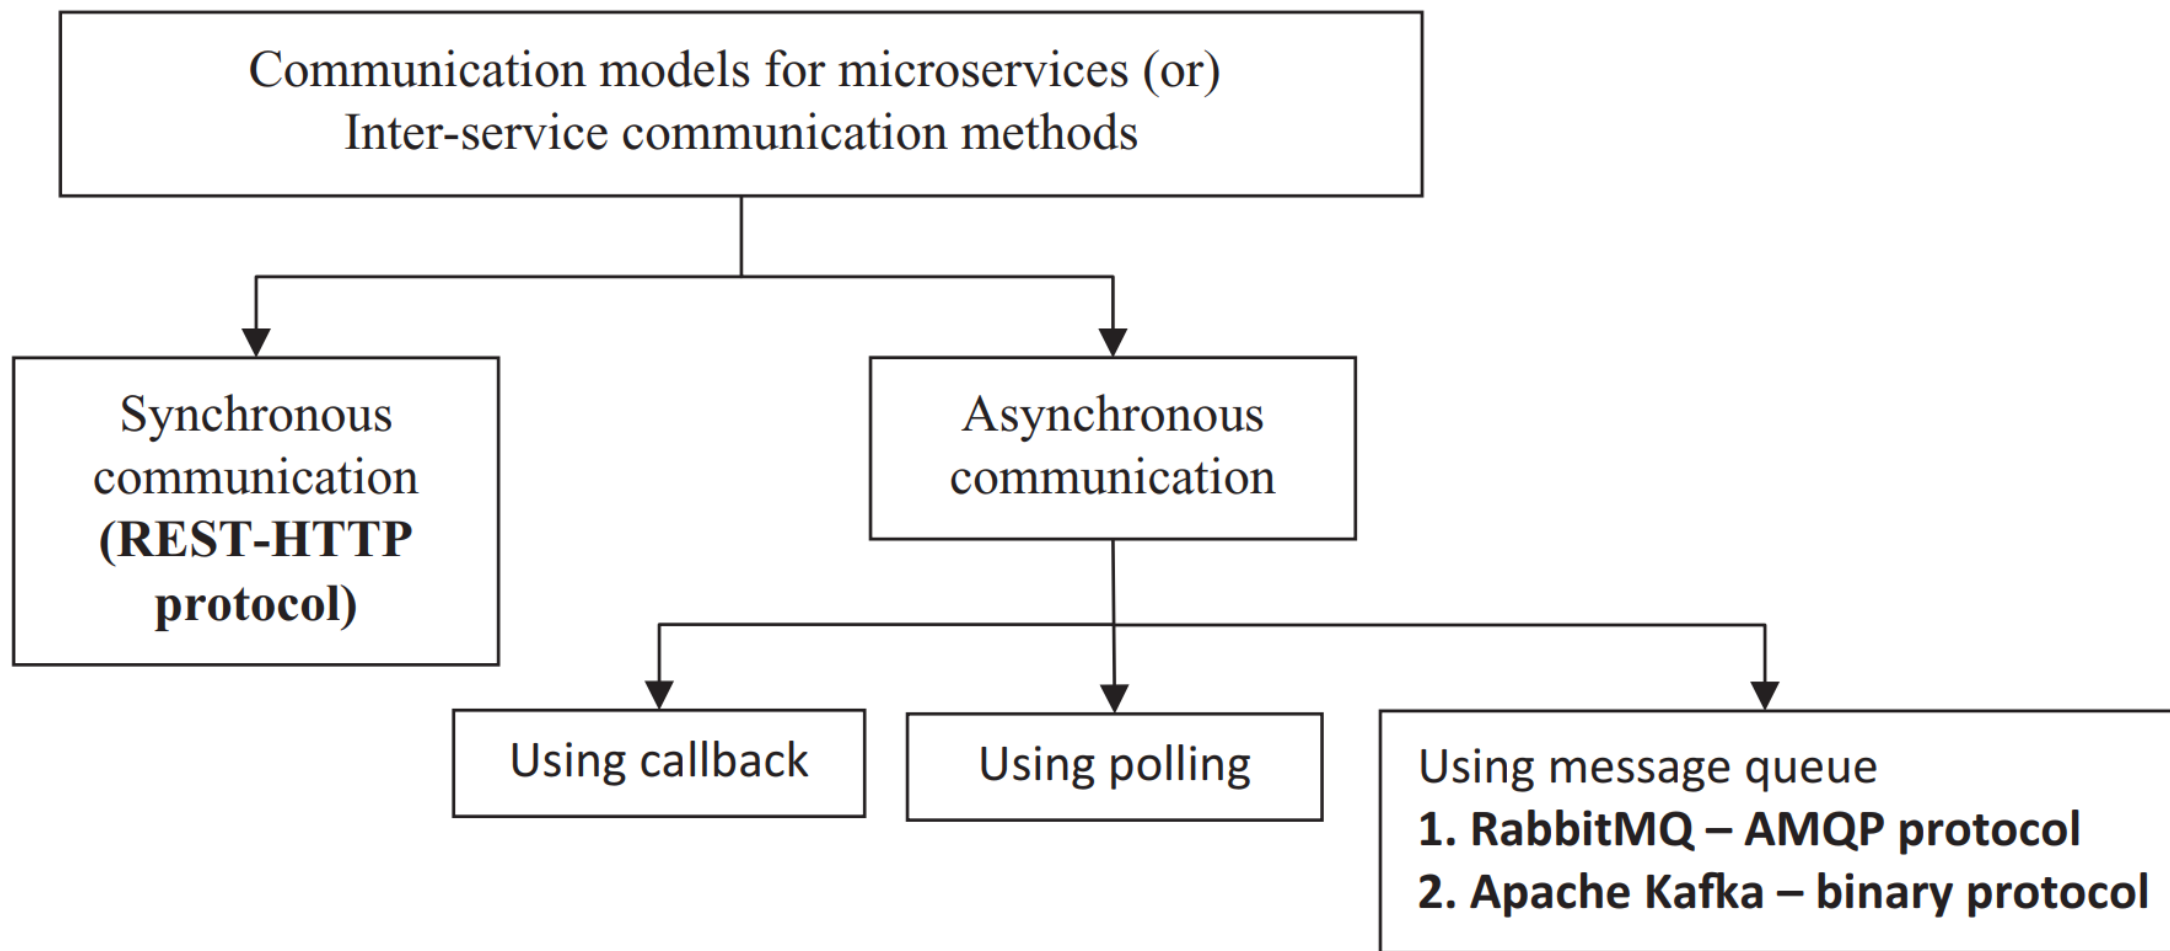 Communication models for microservices (or)
Inter-service communication methods
Synchronous
communication
(REST-HTTP
protocol)
Asynchronous
communication
Using callback
Using polling
Using message queue
1. RabbitMQ – AMQP protocol
2. Apache Kafka – binary protocol